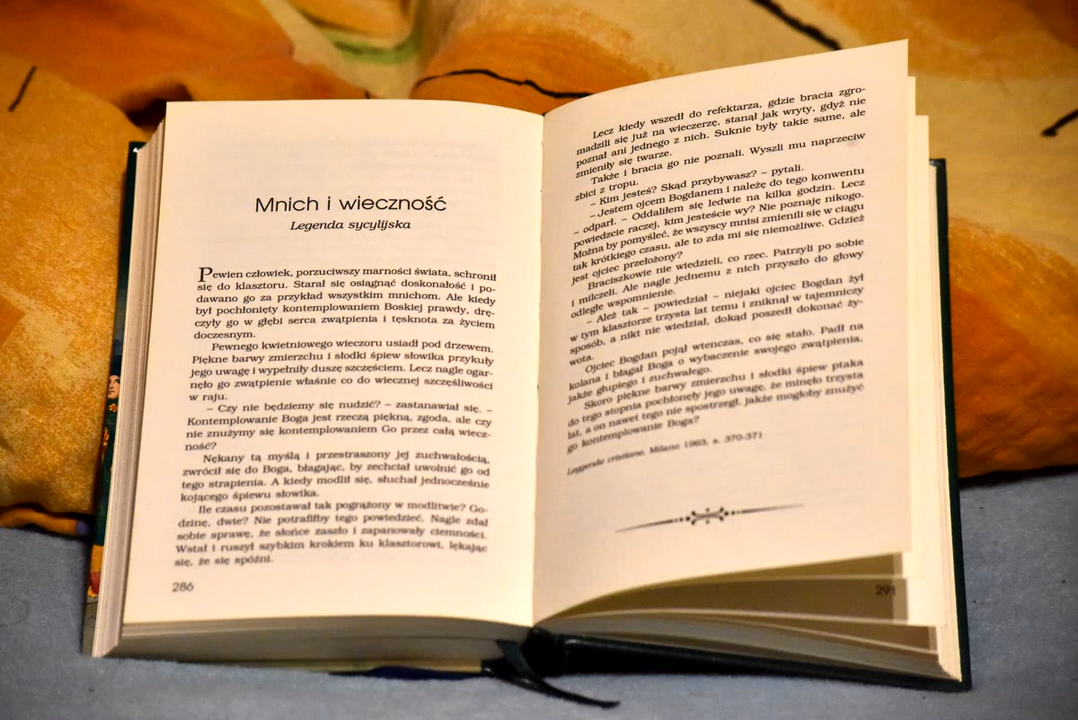 Mnich i wieczność
Legenda sycylijska
Pewien człowiek, porzuciwszy marności świata, schronił
się do klasztoru. Starał się osiągnąć doskonałość i po-
dawano go za przykład wszystkim mnichom. Ale kiedy
był pochłonięty kontemplowaniem Boskiej prawdy, drę-
czyły go w głębi serca zwątpienia i tęsknota za życiem
doczesnym.
Pewnego kwietniowego wieczoru usiadł pod drzewem.
Piękne barwy zmierzchu i słodki śpiew słowika przykuły
jego uwagę i wypełniły duszę szczęściem. Lecz nagle ogar-
nęło go zwątpienie właśnie co do wiecznej szczęśliwości
w raju.
– Czy nie będziemy się nudzić? – zastanawiał się. –
Kontemplowanie Boga jest rzeczą piękną, zgoda, ale czy
nie znużymy się kontemplowaniem Go przez całą wiecz-
ność?
Nękany tą myślą i przestraszony jej zuchwałością,
zwrócił się do Boga, błagając, by zechciał uwolnić go od
tego strapienia. A kiedy modlił się, słuchał jednocześnie
kojącego śpiewu słowika.
Ile czasu pozostawał tak pogrążony w modlitwie? Go-
dzinę, dwie? Nie potrafiłby tego powiedzieć. Nagle zdał
sobie sprawę, że słońce zaszło i zapanowały ciemności.
Wstał i ruszył szybkim krokiem ku klasztorowi, lękając
się, że się spóźni.
286
Lecz kiedy wszedł do refektarza, gdzie bracia zgro-
madzili się już na wieczerzę, stanął jak wryty, gdyż nie
poznał ani jednego z nich. Suknie były takie same, ale
zmieniły się twarze.
Także i bracia go nie poznali. Wyszli mu naprzeciw
zbici z tropu.
– Kim jesteś? Skąd przybywasz? – pytali.
– Jestem ojcem Bogdanem i należę do tego konwentu
– odparł. – Oddaliłem się ledwie na kilka godzin. Lecz
powiedzcie raczej, kim jesteście wy? Nie poznaję nikogo.
Można by pomyśleć, że wszyscy mnisi zmienili się w ciągu
tak krótkiego czasu, ale to zda mi się niemożliwe. Gdzież
jest ojciec przełożony?
Braciszkowie nie wiedzieli, co rzec. Patrzyli po sobie
i milczeli. Ale nagle jednemu z nich przyszło do głowy
odległe wspomnienie.
– Ależ tak – powiedział – niejaki ojciec Bogdan żył
w tym klasztorze trzysta lat temu i zniknął w tajemniczy
sposób, a nikt nie wiedział, dokąd poszedł dokonać ży-
wota.
Ojciec Bogdan pojął wtenczas, co się stało. Padł na
kolana i błagał Boga o wybaczenie swojego zwątpienia,
jakże głupiego i zuchwałego.
Skoro piękne barwy zmierzchu i słodki śpiew ptaka
do tego stopnia pochłonęły jego uwagę, że minęło trzysta
lat, a on nawet tego nie spostrzegł, jakże mogłoby znużyć
go kontemplowanie Boga?
Leggende cristiane, Milano 1963, s. 370-371
291